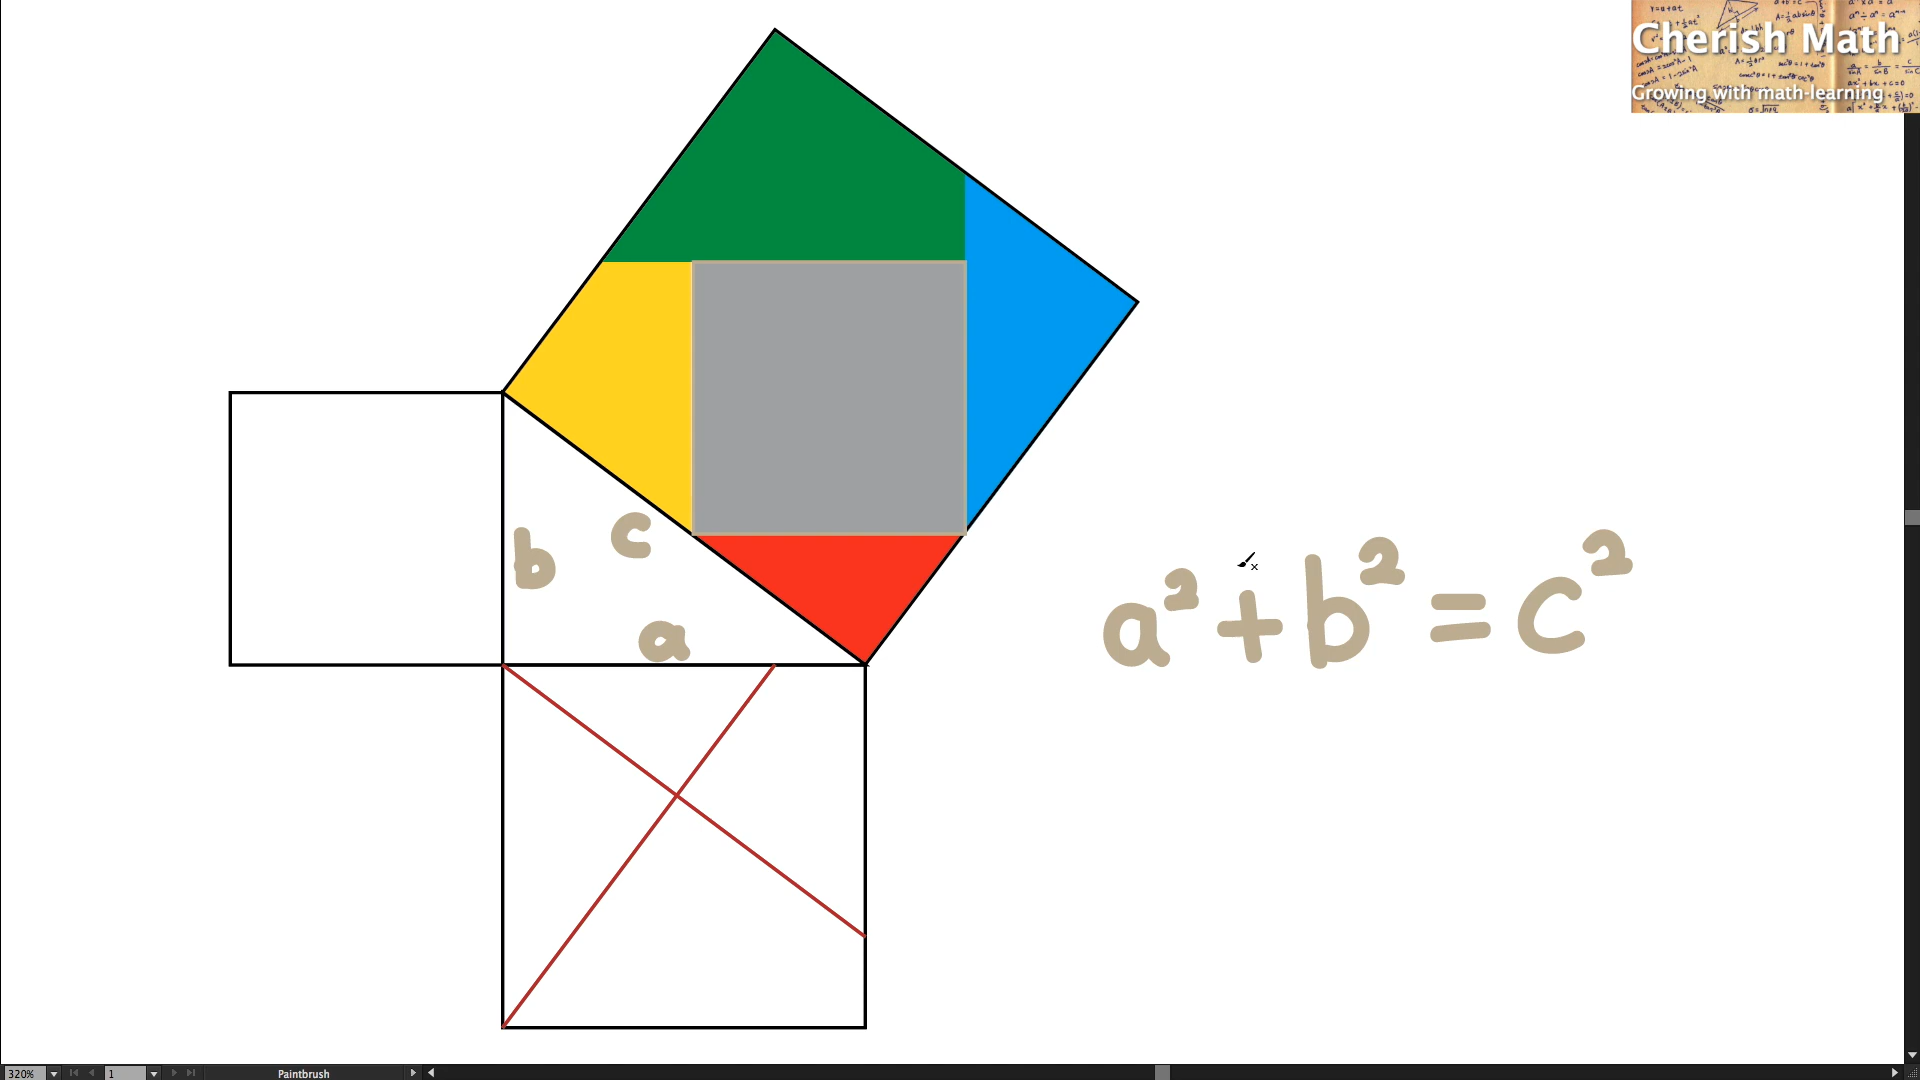 Cherish Math
Growing with math-learning
b
c
a
a² + b² = c²
320%
1
Paintbrush